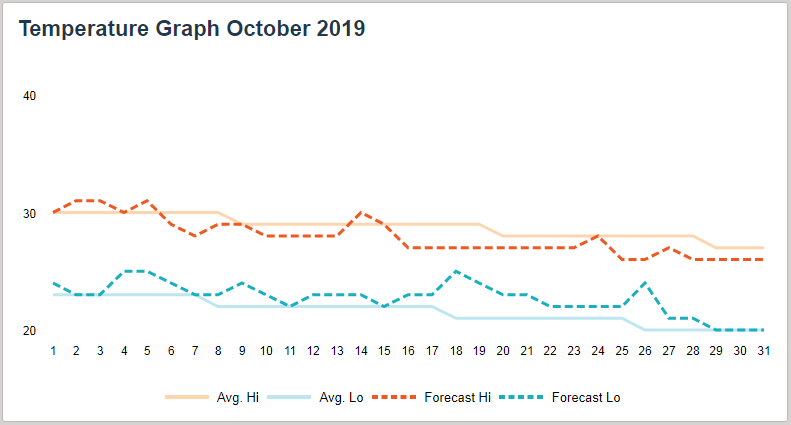 Temperature Graph October 2019
40
30
20
1 2 3 4 5 6 7 8 9 10 11 12 13 14 15 16 17 18 19 20 21 22 23 24 25 26 27 28 29 30 31
Avg. Hi Avg. Lo Forecast Hi Forecast Lo